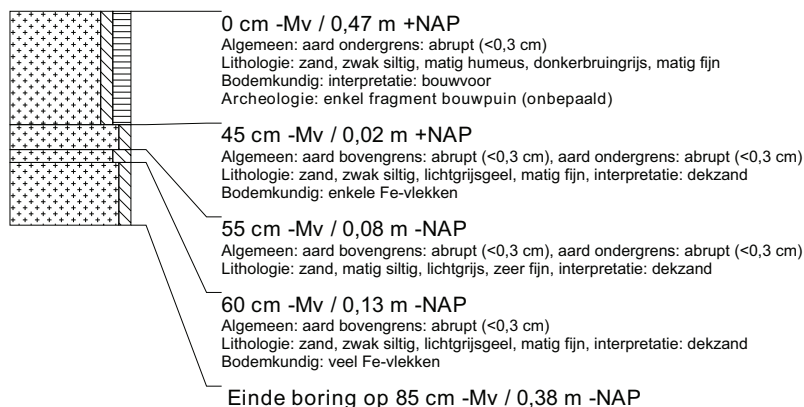 0 cm -Mv / 0,47 m +NAP
Algemeen: aard ondergrens: abrupt (<0,3 cm)
Lithologie: zand, zwak siltig, matig humeus, donkerbruingrijs, matig fijn
Bodemkundig: interpretatie: bouwvoor
Archeologie: enkel fragment bouwpuin (onbepaald)
45 cm -Mv / 0,02 m +NAP
Algemeen: aard bovengrens: abrupt (<0,3 cm), aard ondergrens: abrupt (<0,3 cm)
Lithologie: zand, zwak siltig, lichtgrijsgeel, matig fijn, interpretatie: dekzand
Bodemkundig: enkele Fe-vlekken
55 cm -Mv / 0,08 m -NAP
Algemeen: aard bovengrens: abrupt (<0,3 cm), aard ondergrens: abrupt (<0,3 cm)
Lithologie: zand, matig siltig, lichtgrijs, zeer fijn, interpretatie: dekzand
60 cm -Mv / 0,13 m -NAP
Algemeen: aard bovengrens: abrupt (<0,3 cm)
Lithologie: zand, zwak siltig, lichtgrijsgeel, matig fijn, interpretatie: dekzand
Bodemkundig: veel Fe-vlekken
Einde boring op 85 cm -Mv / 0,38 m -NAP